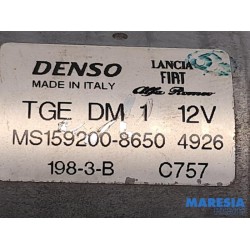 DENSO
MADE IN ITALY
LANCIA
FIAT
Alfa Romeo
TGE DM 1 12V
MS159200-8650 4926
198-3-B C757
MARESIA
PARTS